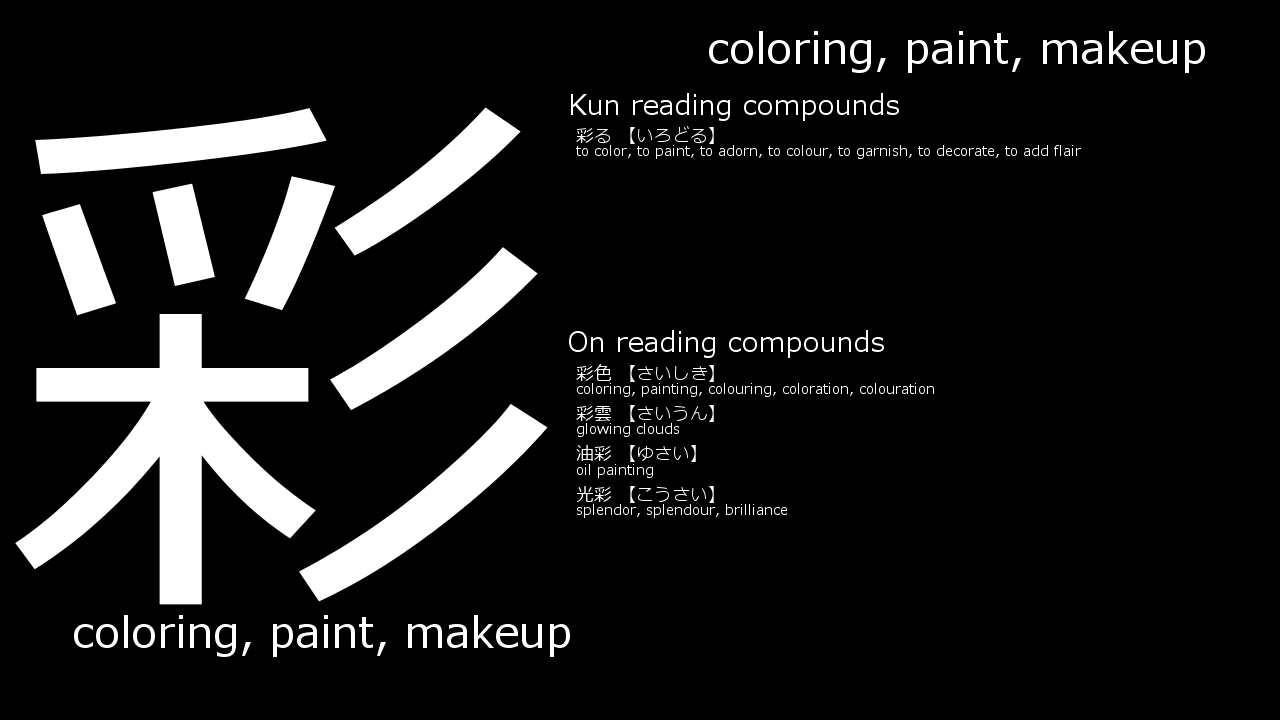 coloring, paint, makeup
彩
Kun reading compounds
彩る 【いろどる】
to color, to paint, to adorn, to colour, to garnish, to decorate, to add flair
On reading compounds
彩色 【さいしき】
coloring, painting, colouring, coloration, colouration
彩雲 【さいうん】
glowing clouds
油彩 【ゆさい】
oil painting
光彩 【こうさい】
splendor, splendour, brilliance
coloring, paint, makeup